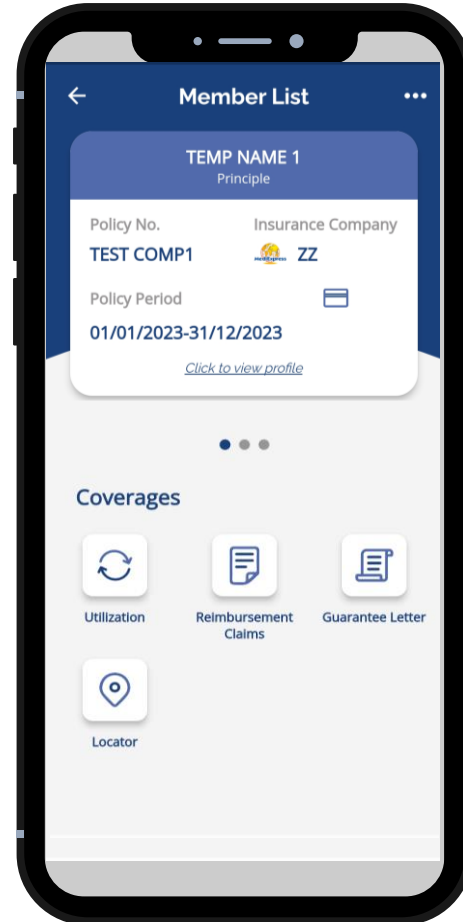 Member List
TEMP NAME 1
Principle
Policy No.
Insurance Company
TEST COMP1
ZZ
Policy Period
01/01/2023-31/12/2023
Click to view profile
Coverages
Utilization
Reimbursement
Claims
Guarantee Letter
Locator